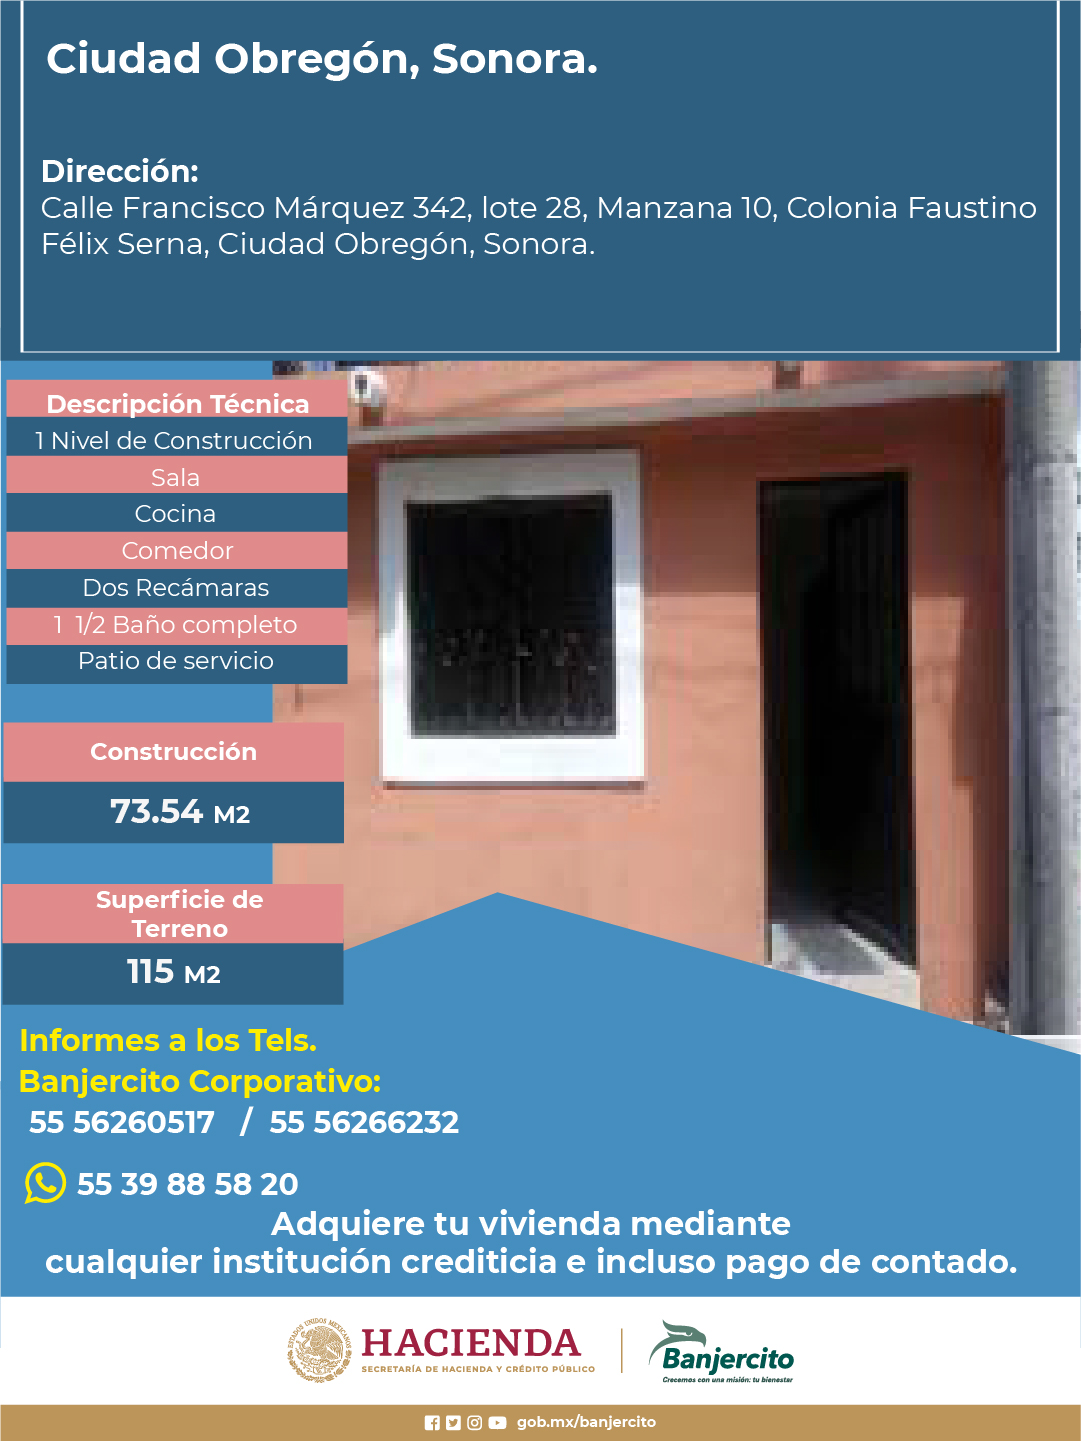 Ciudad Obregón, Sonora.
Dirección:
Calle Francisco Márquez 342, lote 28, Manzana 10, Colonia Faustino
Félix Serna, Ciudad Obregón, Sonora.
Descripción Técnica
1 Nivel de Construcción
Sala
Cocina
Comedor
Dos Recámaras
1 1/2 Baño completo
Patio de servicio
Construcción
73.54 M2
Superficie de
Terreno
115 M2
Informes a los Tels.
Banjercito Corporativo:
55 56260517 / 55 56266232
55 39 88 58 20
Adquiere tu vivienda mediante
cualquier institución crediticia e incluso pago de contado.
ESTADOS UNIDOS MEXICANOS
HACIENDA
SECRETARÍA DE HACIENDA Y CRÉDITO PÚBLICO
Banjercito
Crecemos con una misión: tu bienestar
gob.mx/banjercito